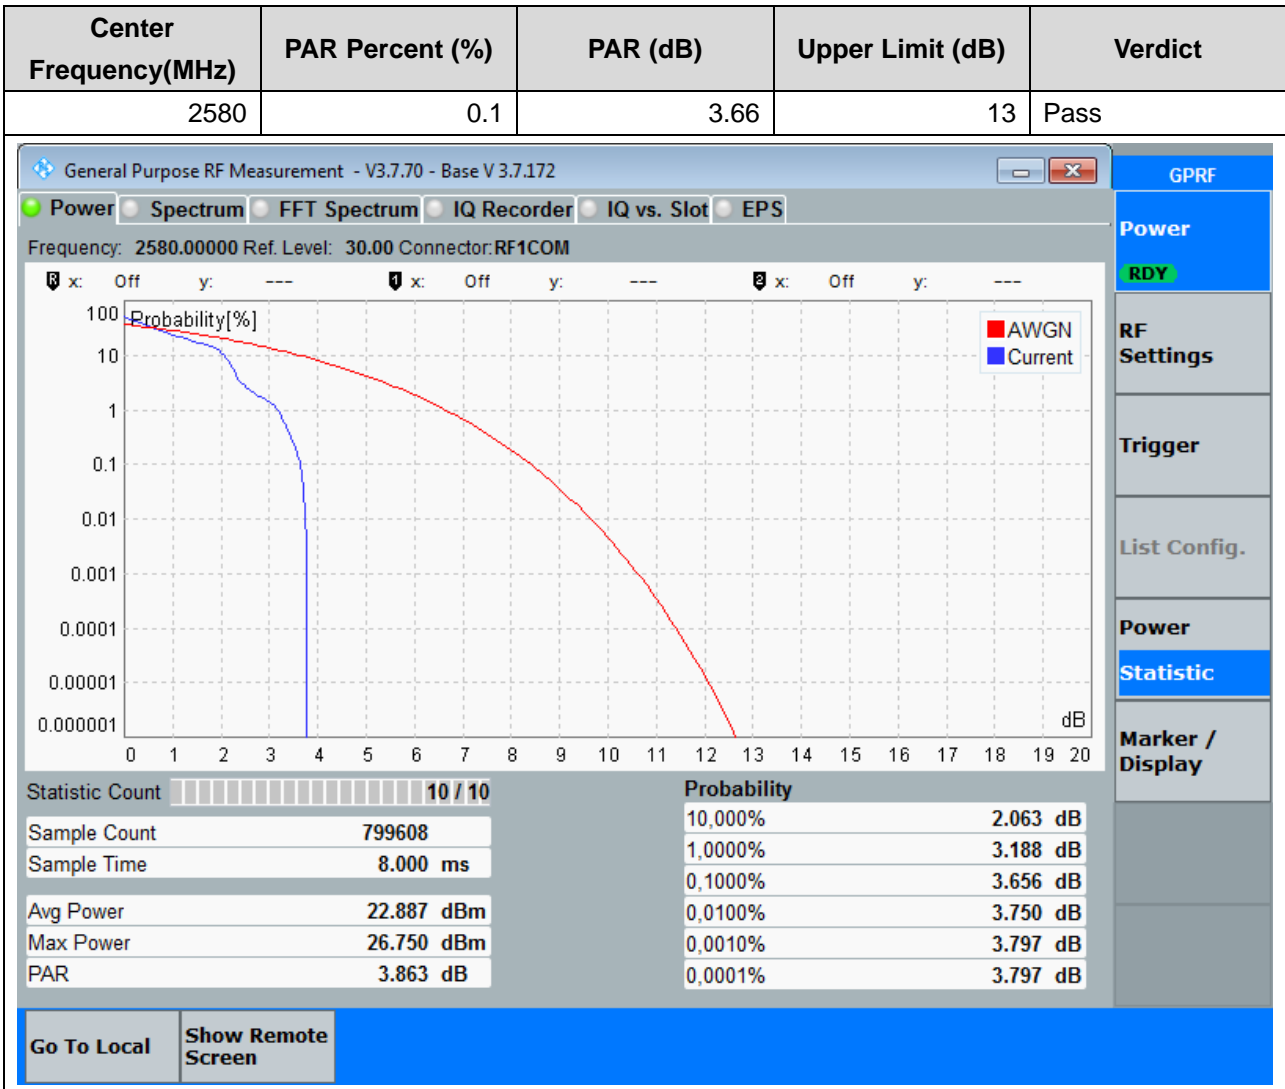 Center Frequency(MHz) PAR Percent (%) PAR (dB) Upper Limit (dB) Verdict
2580 0.1 3.66 13 Pass
General Purpose RF Measurement - V3.7.70 - Base V 3.7.172
GPRF
Power Spectrum FFT Spectrum IQ Recorder IQ vs. Slot EPS
Frequency: 2580.00000 Ref. Level: 30.00 Connector:RF1COM
R x: Off y: --- 1 x: Off y: --- 2 x: Off y: ---
Probability[%]
AWGN
Current
100
10
1
0.1
0.01
0.001
0.0001
0.00001
0.000001
dB
0 1 2 3 4 5 6 7 8 9 10 11 12 13 14 15 16 17 18 19 20
Statistic Count 10 / 10
Sample Count 799608
Sample Time 8.000 ms
Avg Power 22.887 dBm
Max Power 26.750 dBm
PAR 3.863 dB
Probability
10,000% 2.063 dB
1,0000% 3.188 dB
0,1000% 3.656 dB
0,0100% 3.750 dB
0,0010% 3.797 dB
0,0001% 3.797 dB
Power
RDY
RF
Settings
Trigger
List Config.
Power
Statistic
Marker /
Display
Go To Local
Show Remote
Screen